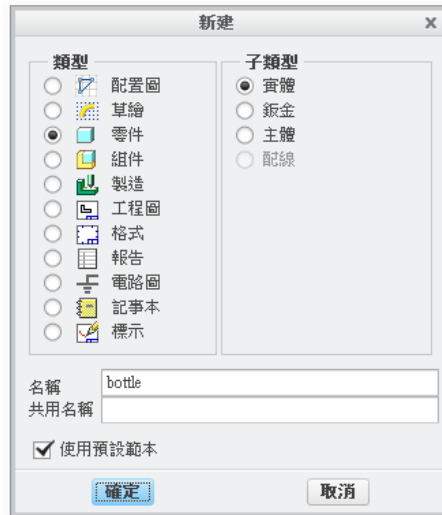 新建
類型
配置圖
草繪
零件
組件
製造
工程圖
格式
報告
電路圖
記事本
標示
子類型
實體
鈑金
主體
配線
名稱 bottle
共用名稱
使用預設範本
確定 取消